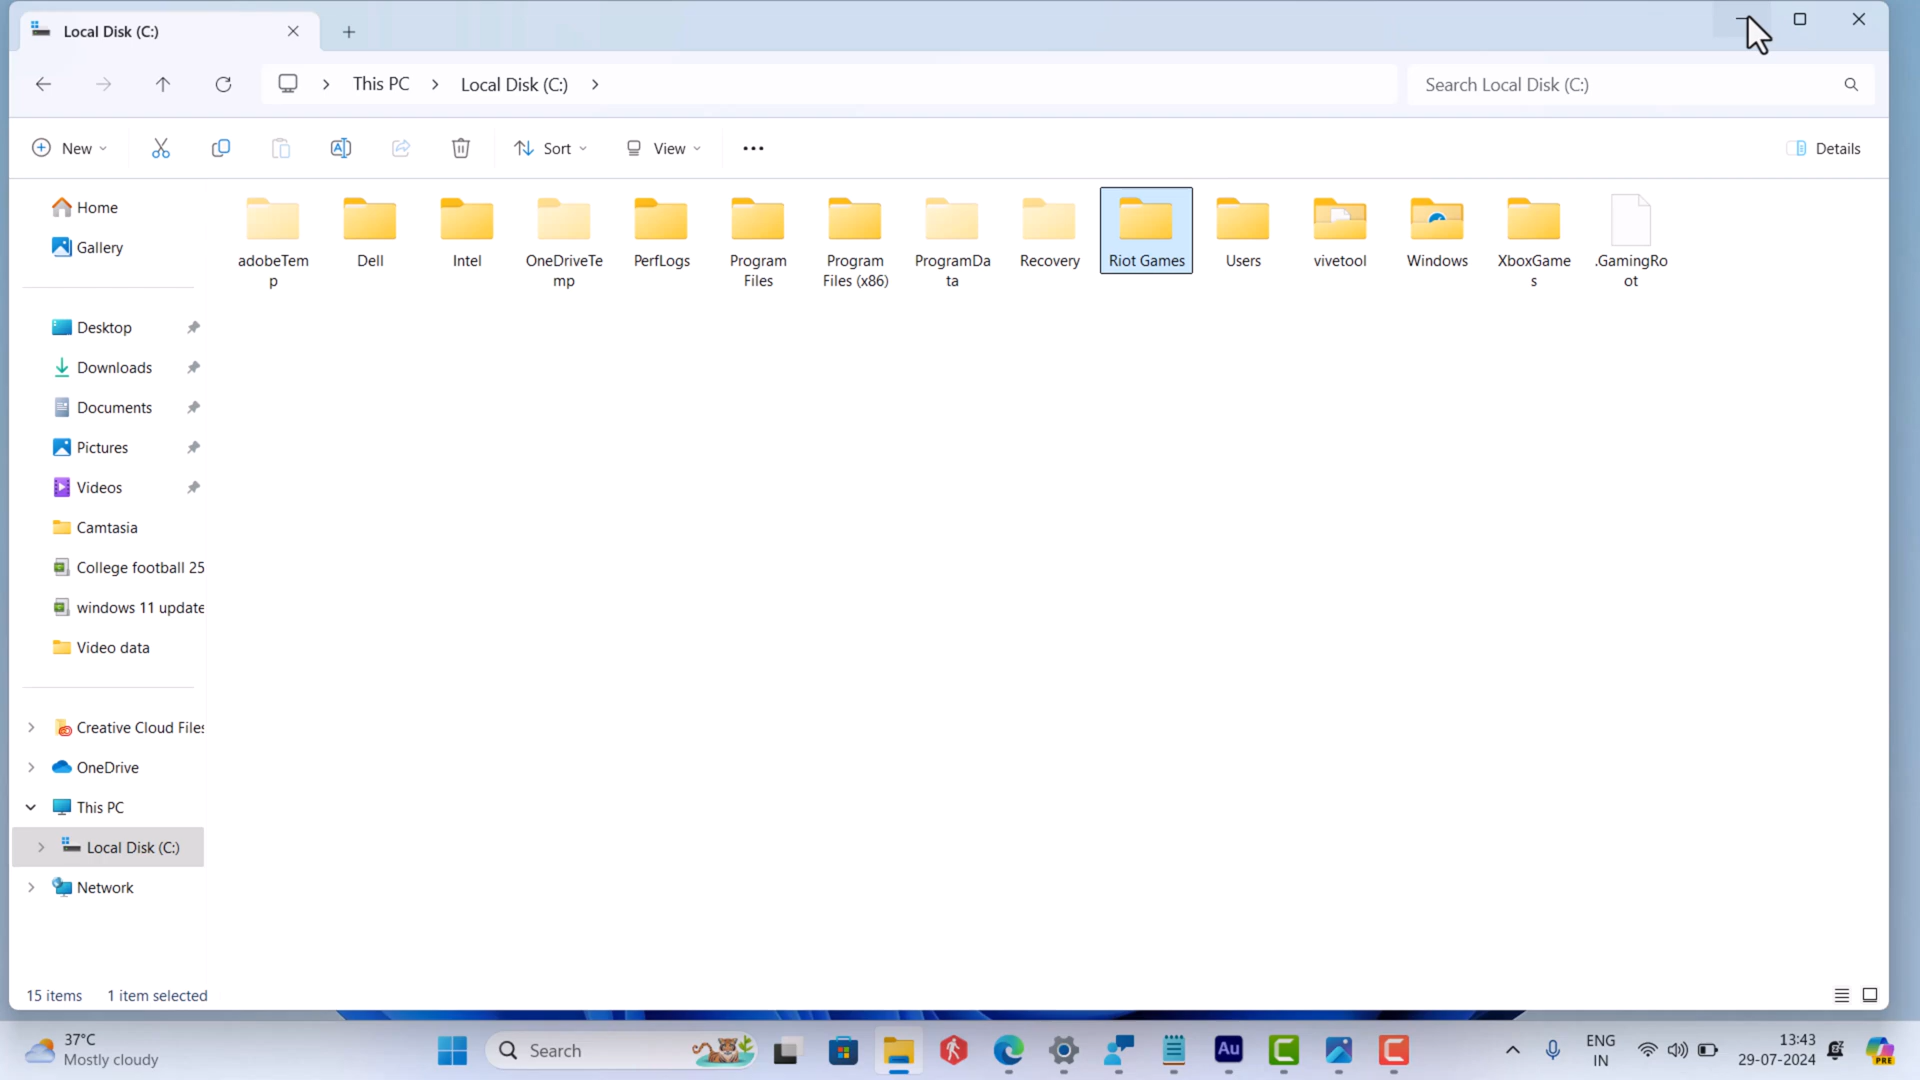 Local Disk (C:)
This PC
Local Disk (C:)
Search Local Disk (C:)
New
Sort
View
Details
Home
Gallery
Desktop
Downloads
Documents
Pictures
Videos
Camtasia
College football 25
windows 11 update
Video data
Creative Cloud Files
OneDrive
This PC
Local Disk (C:)
Network
adobeTem
p
Dell
Intel
OneDriveTe
mp
PerfLogs
Program
Files
Program
Files (x86)
ProgramDa
ta
Recovery
Riot Games
Users
vivetool
Windows
XboxGame
s
.GamingRo
ot
15 items
1 item selected
37°C
Mostly cloudy
Search
Au
ENG
IN
13:43
29-07-2024
PRE